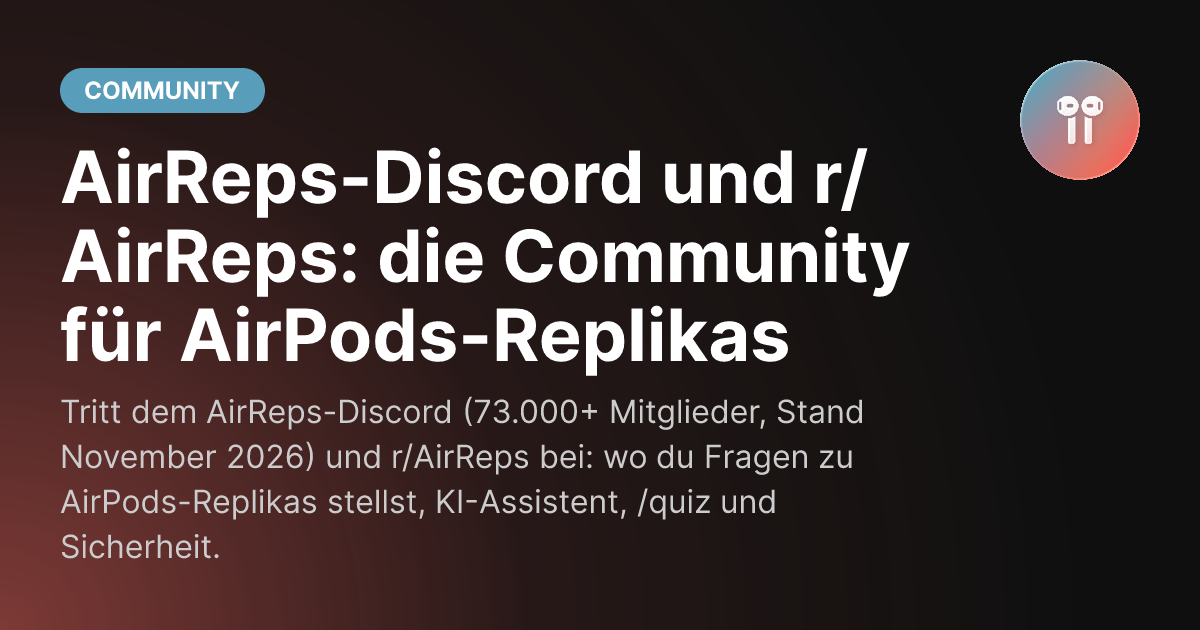 COMMUNITY
AirReps-Discord und r/
AirReps: die Community
für AirPods-Replikas
Tritt dem AirReps-Discord (73.000+ Mitglieder, Stand
November 2026) und r/AirReps bei: wo du Fragen zu
AirPods-Replikas stellst, KI-Assistent, /quiz und
Sicherheit.